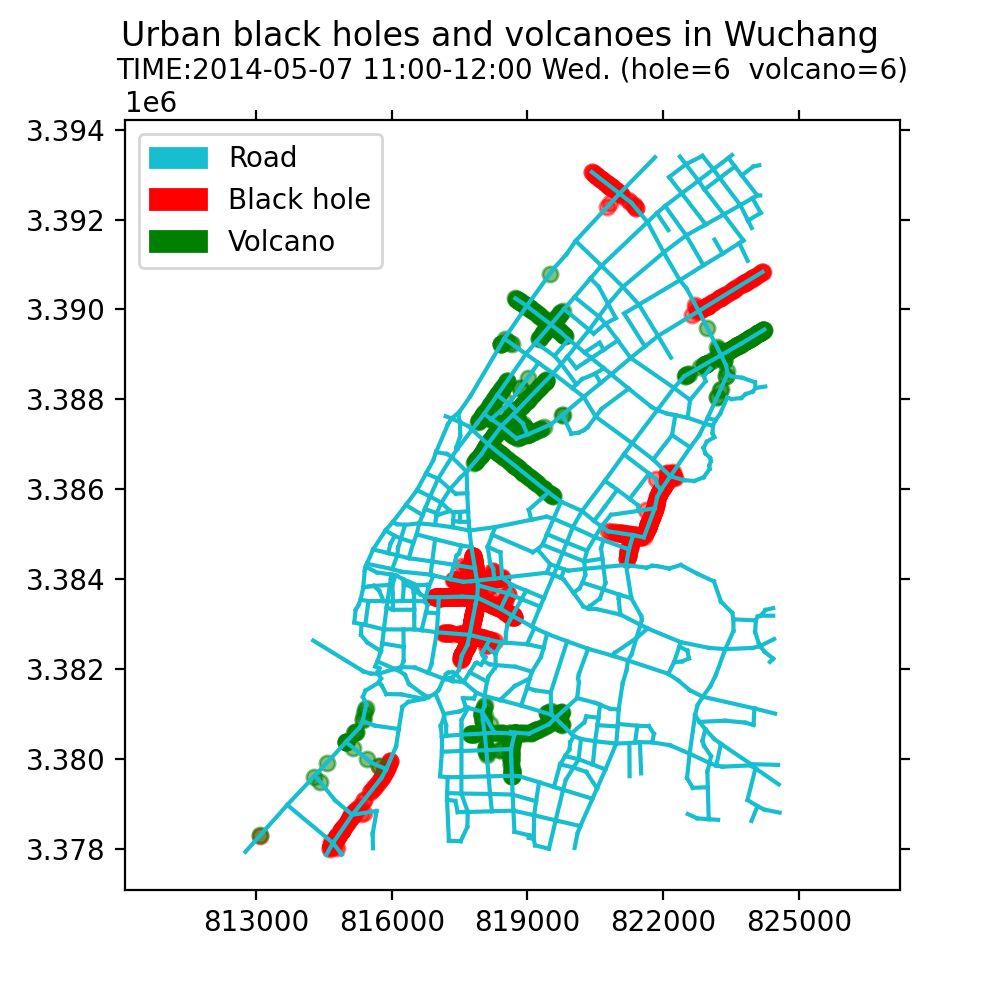 Urban black holes and volcanoes in Wuchang
TIME:2014-05-07 11:00-12:00 Wed. (hole=6  volcano=6)
1e6
3.394
3.392
3.390
3.388
3.386
3.384
3.382
3.380
3.378
Road
Black hole
Volcano
813000 816000 819000 822000 825000